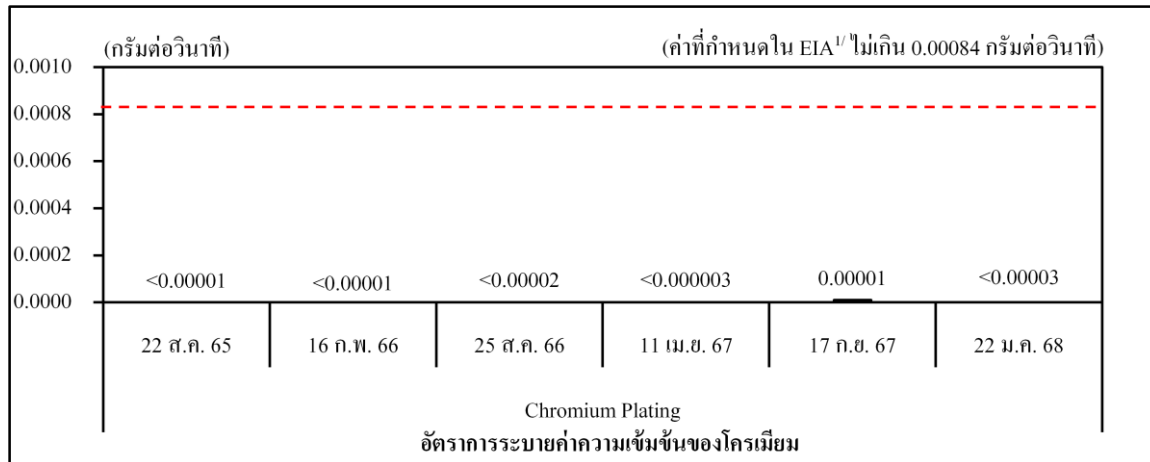 (กรัมต่อวินาที) (ค่าที่กำหนดใน EIA1/ ไม่เกิน 0.00084 กรัมต่อวินาที)
0.0010
0.0008
0.0006
0.0004
0.0002
<0.00001 <0.00001 <0.00002 <0.000003 0.00001 <0.00003
0.0000
22 ส.ค. 65 16 ก.พ. 66 25 ส.ค. 66 11 เม.ย. 67 17 ก.ย. 67 22 ม.ค. 68
Chromium Plating
อัตราการระบายค่าความเข้มข้นของโครเมียม